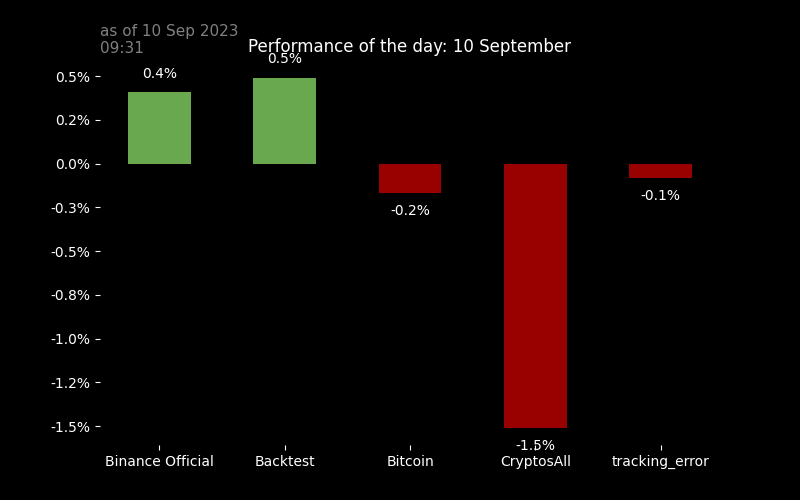 as of 10 Sep 2023
09:31
Performance of the day: 10 September
0.4%
0.5%
0.5%
0.2%
0.0%
-0.3%
-0.5%
-0.8%
-1.0%
-1.2%
-1.5%
-0.2%
-0.1%
-1.5%
Binance Official
Backtest
Bitcoin
CryptosAll
tracking_error